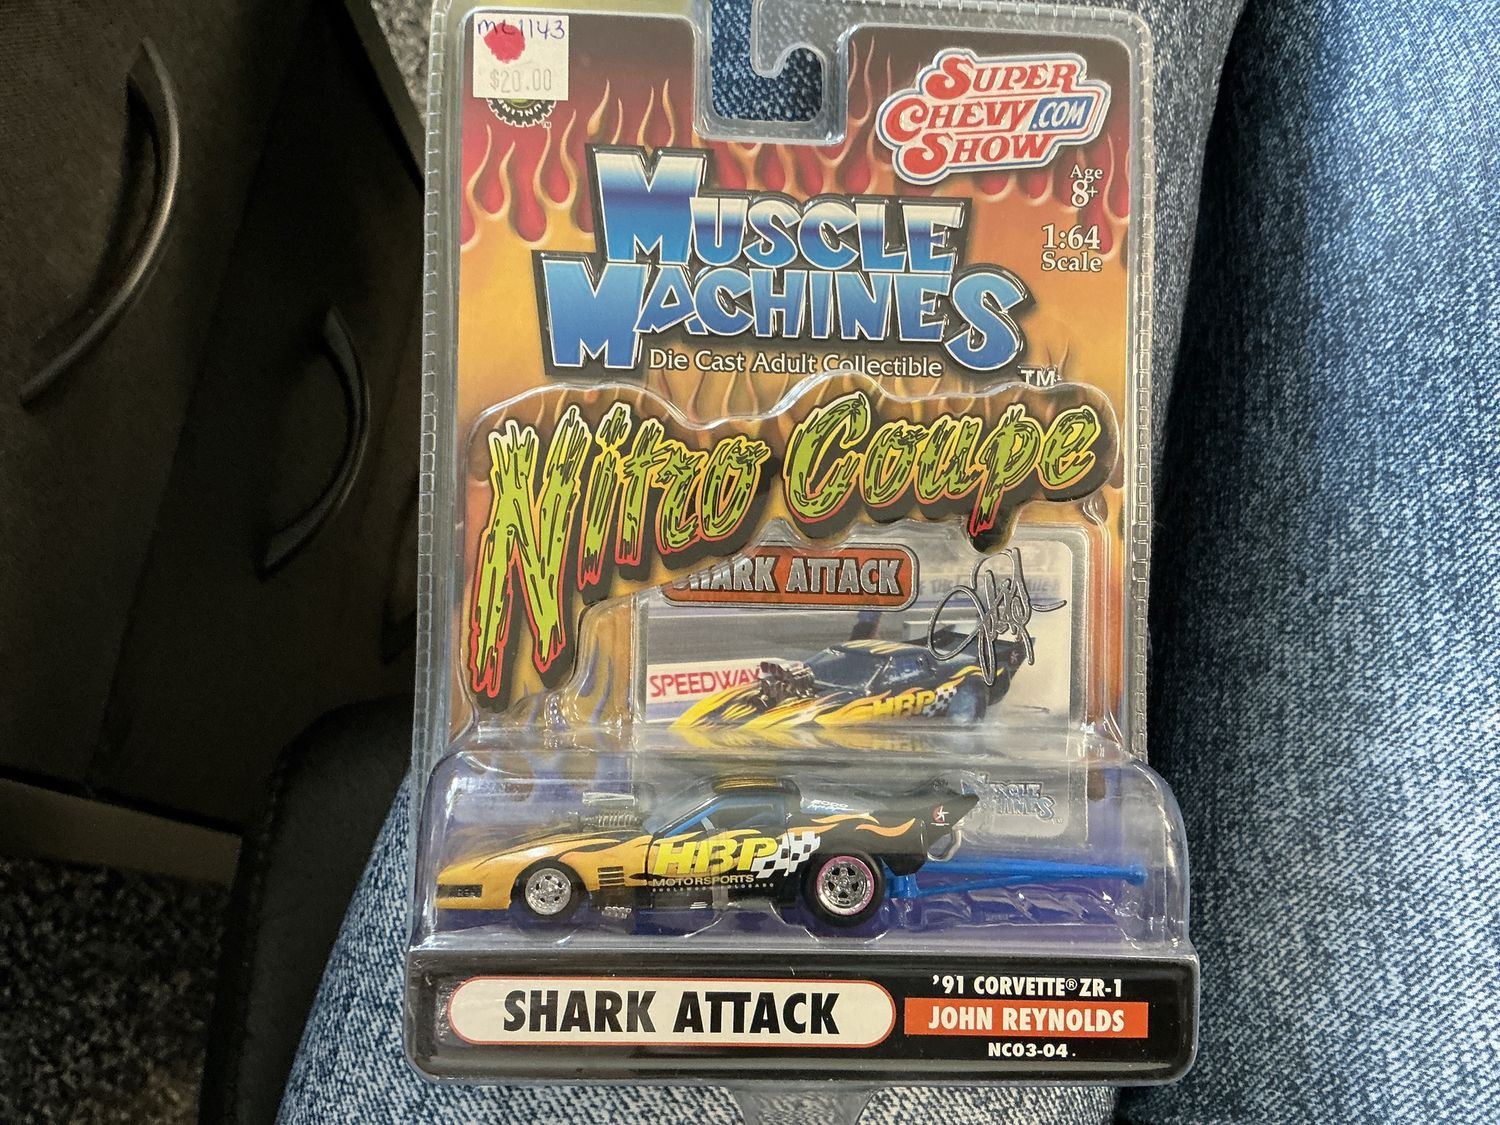 mc1143
$20.00
SUPER
CHEVY
.COM
SHOW
Age
8+
1:64
Scale
MUSCLE
MACHINES
Die Cast Adult Collectible
TM
Nitro Coupe
SHARK ATTACK
SPEEDWAY
HBP
MUSCLE
MACHINES
HBP
MOTORSPORTS
SHARK ATTACK
'91 CORVETTE® ZR-1
JOHN REYNOLDS
NC03-04.